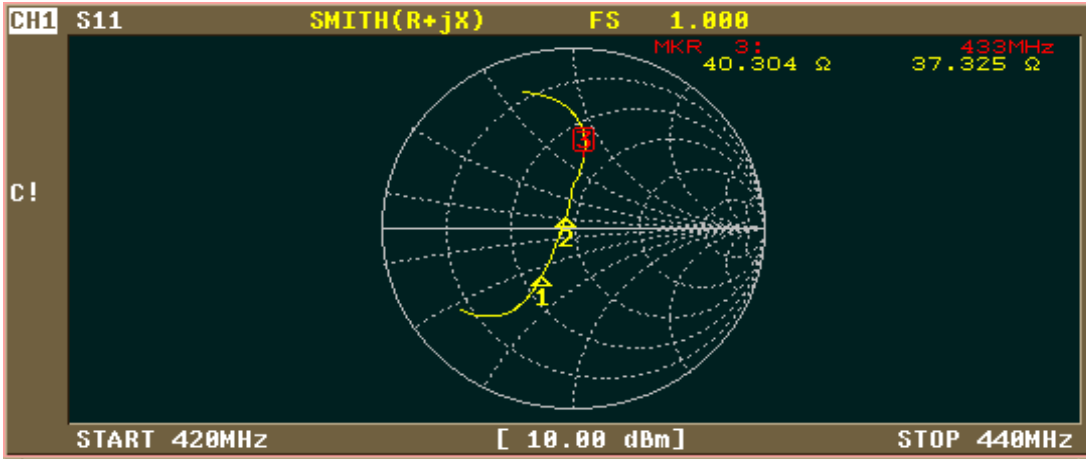 CH1 S11 SMITH(R+jX) FS 1.000
MKR 3: 433MHz
40.304 Ω 37.325 Ω
3
C!
2
1
START 420MHz [ 10.00 dBm] STOP 440MHz